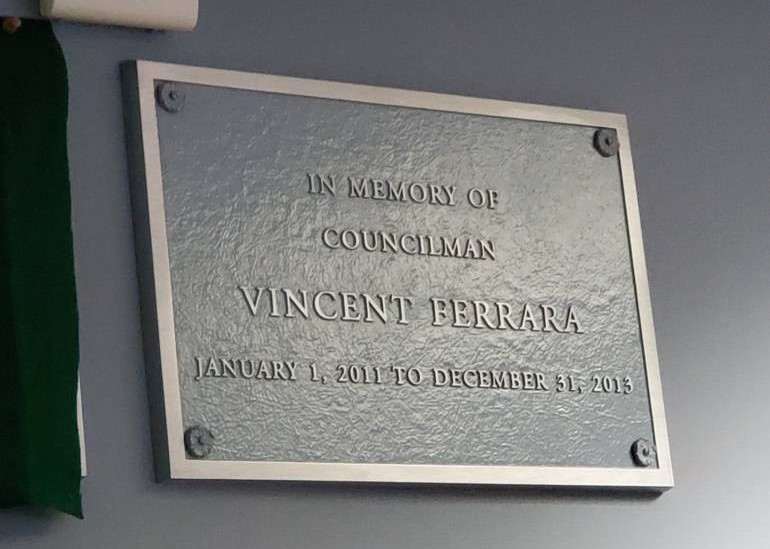 IN MEMORY OF
COUNCILMAN
VINCENT FERRARA
JANUARY 1, 2011 TO DECEMBER 31, 2013